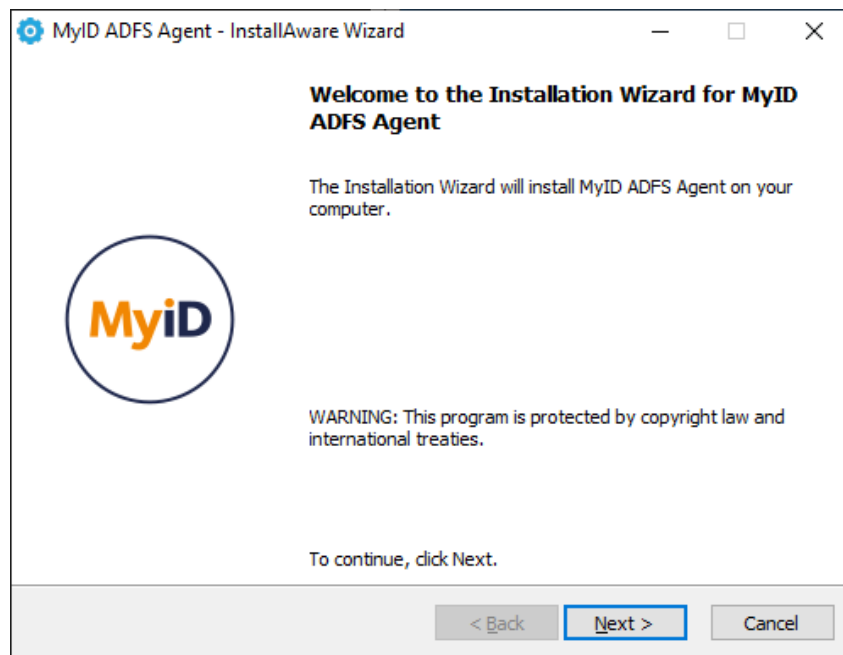 MyID ADFS Agent - InstallAware Wizard
Welcome to the Installation Wizard for MyID
ADFS Agent
The Installation Wizard will install MyID ADFS Agent on your
computer.
MyiD
WARNING: This program is protected by copyright law and
international treaties.
To continue, click Next.
< Back
Next >
Cancel